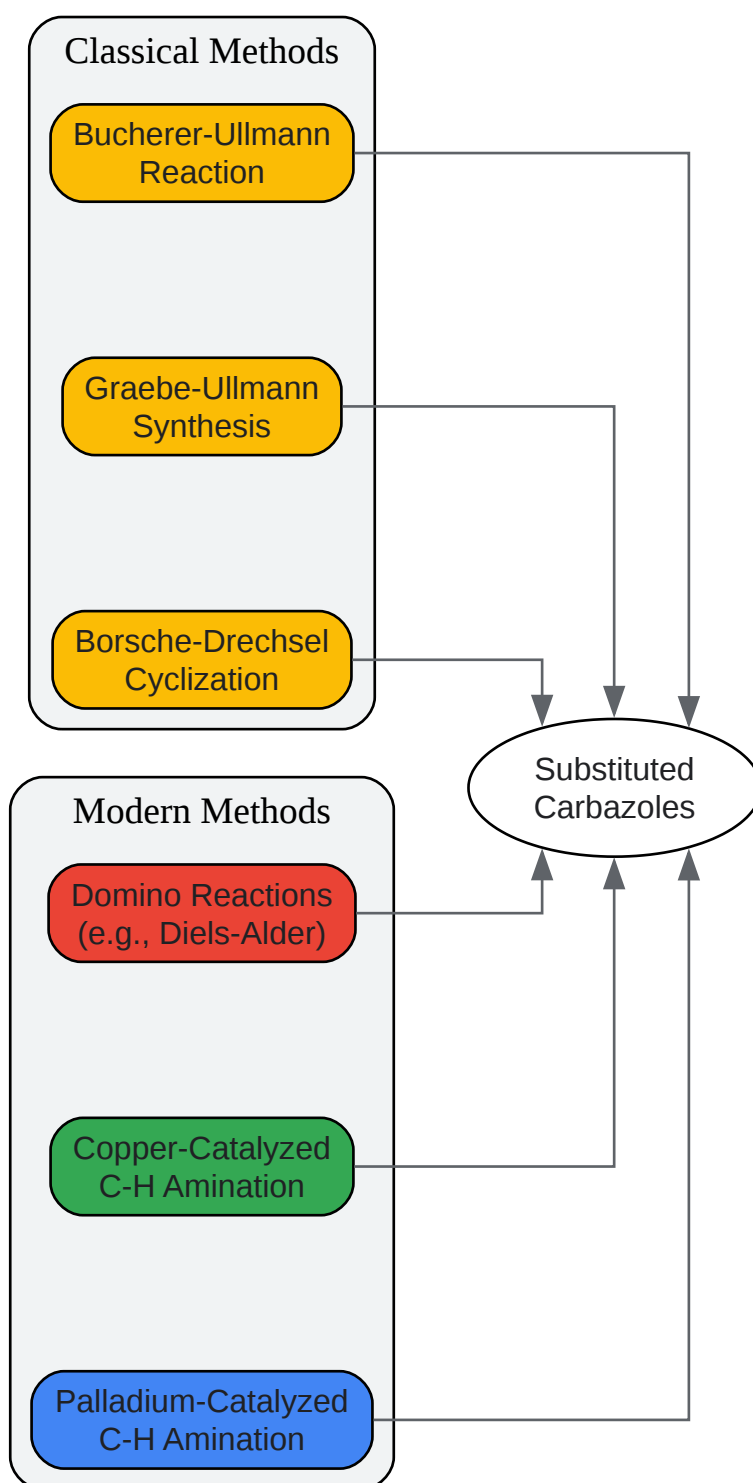 Classical Methods
Bucherer-Ullmann
Reaction
Graebe-Ullmann
Synthesis
Borsche-Drechsel
Cyclization
Substituted
Carbazoles
Modern Methods
Domino Reactions
(e.g., Diels-Alder)
Copper-Catalyzed
C-H Amination
Palladium-Catalyzed
C-H Amination